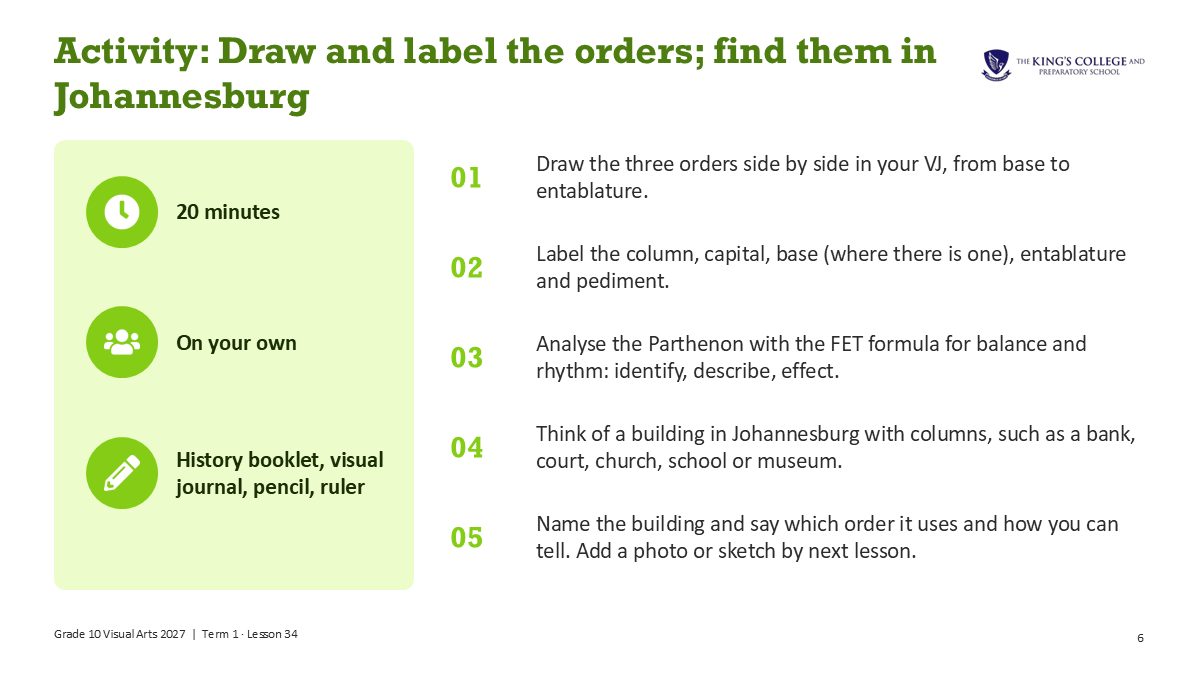 Activity: Draw and label the orders; find them in
Johannesburg
THE KING'S COLLEGE AND
PREPARATORY SCHOOL
20 minutes
On your own
History booklet, visual
journal, pencil, ruler
01
Draw the three orders side by side in your VJ, from base to
entablature.
02
Label the column, capital, base (where there is one), entablature
and pediment.
03
Analyse the Parthenon with the FET formula for balance and
rhythm: identify, describe, effect.
04
Think of a building in Johannesburg with columns, such as a bank,
court, church, school or museum.
05
Name the building and say which order it uses and how you can
tell. Add a photo or sketch by next lesson.
Grade 10 Visual Arts 2027 | Term 1 · Lesson 34
6